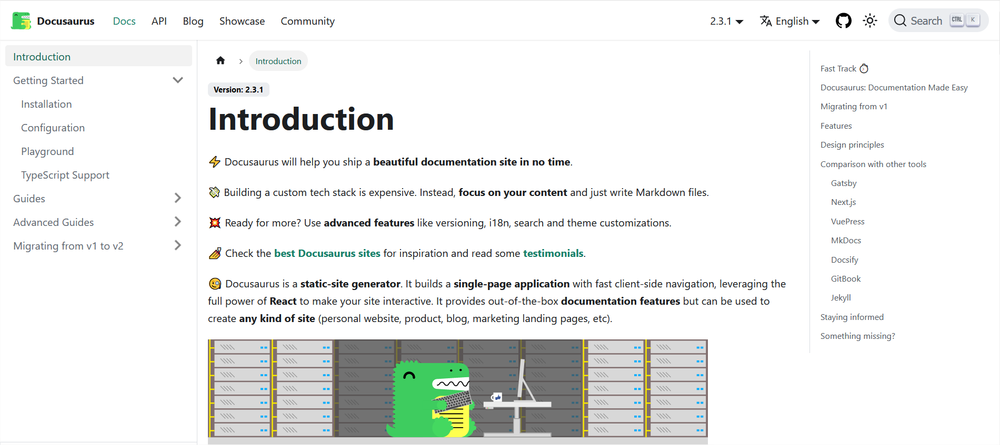 Docusaurus Docs API Blog Showcase Community 2.3.1 English Search CTRL K
Introduction
Getting Started
Installation
Configuration
Playground
TypeScript Support
Guides
Advanced Guides
Migrating from v1 to v2
Introduction
Version: 2.3.1
Introduction
⚡ Docusaurus will help you ship a beautiful documentation site in no time.
💸 Building a custom tech stack is expensive. Instead, focus on your content and just write Markdown files.
💥 Ready for more? Use advanced features like versioning, i18n, search and theme customizations.
💅 Check the best Docusaurus sites for inspiration and read some testimonials.
🧐 Docusaurus is a static-site generator. It builds a single-page application with fast client-side navigation, leveraging the
full power of React to make your site interactive. It provides out-of-the-box documentation features but can be used to
create any kind of site (personal website, product, blog, marketing landing pages, etc).
Fast Track ⏱️
Docusaurus: Documentation Made Easy
Migrating from v1
Features
Design principles
Comparison with other tools
Gatsby
Next.js
VuePress
MkDocs
Docsify
GitBook
Jekyll
Staying informed
Something missing?